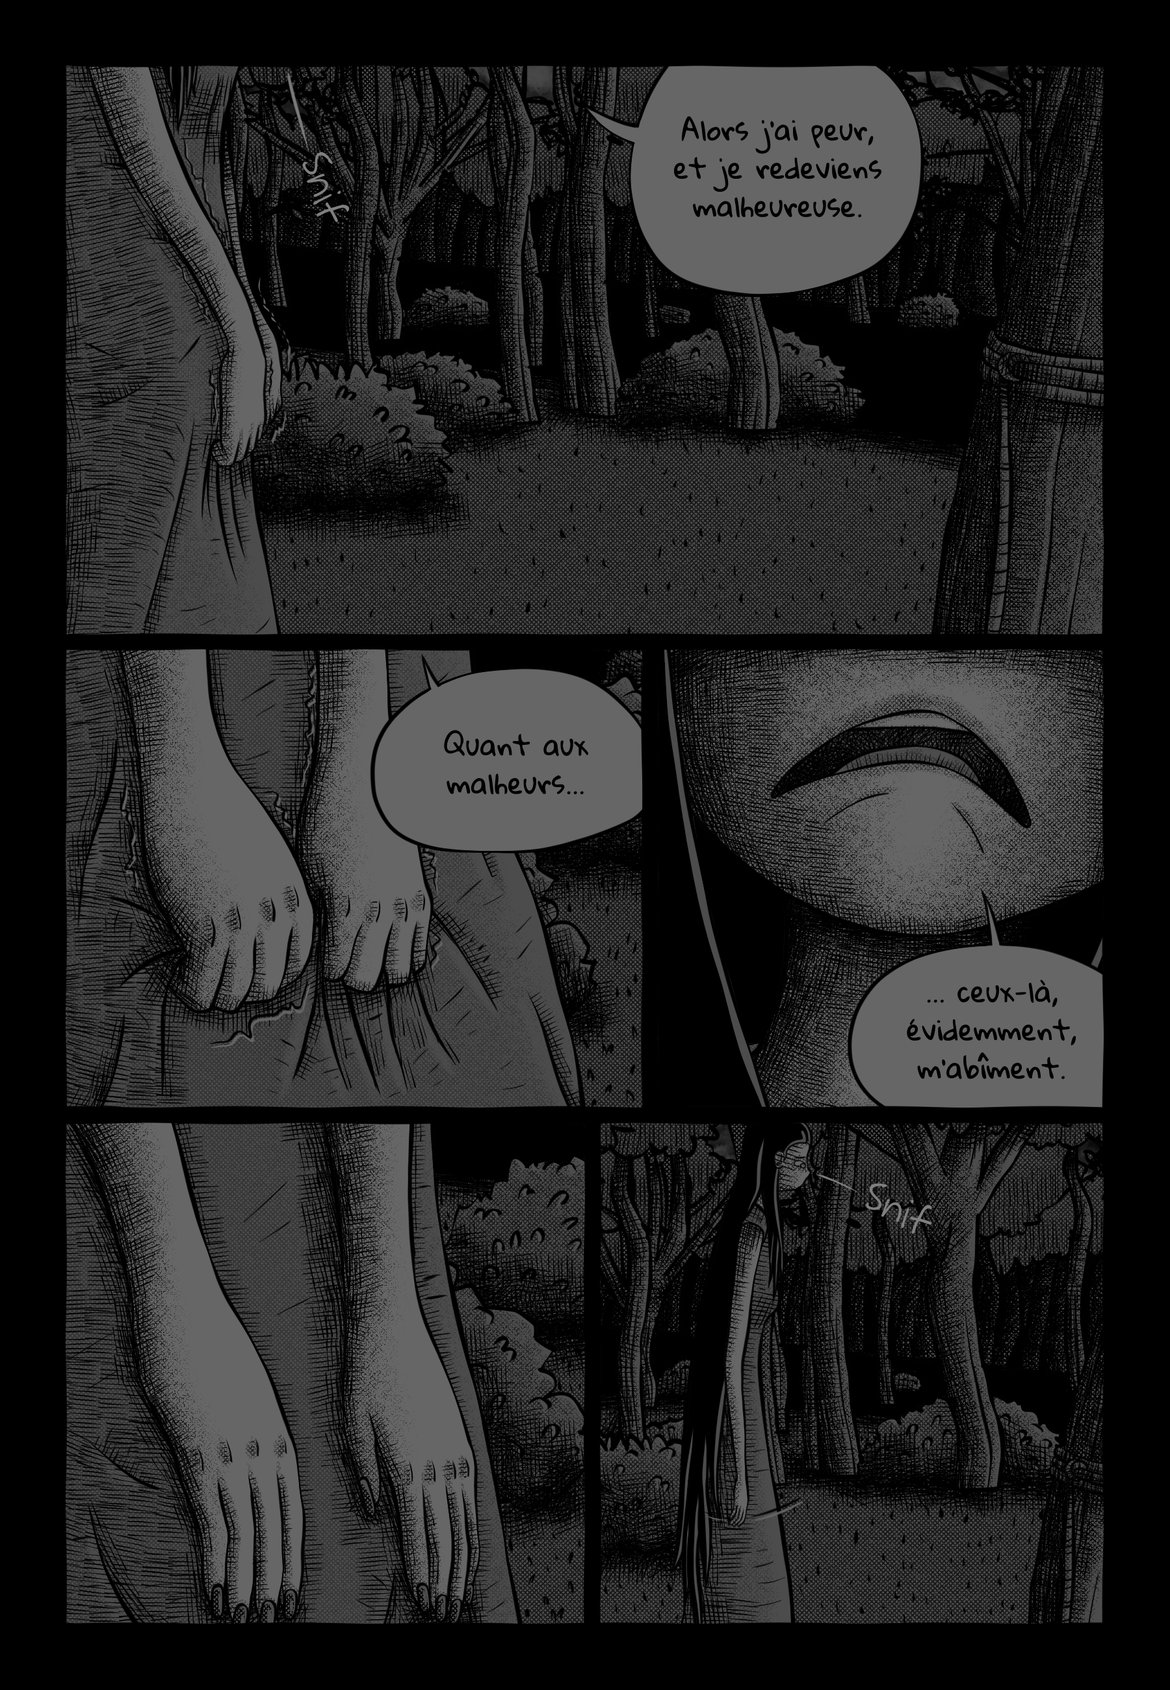 Snif
Alors j'ai peur,
et je redeviens
malheureuse.
Quant aux
malheurs...
... ceux-là,
évidemment,
m'abîment.
Snif